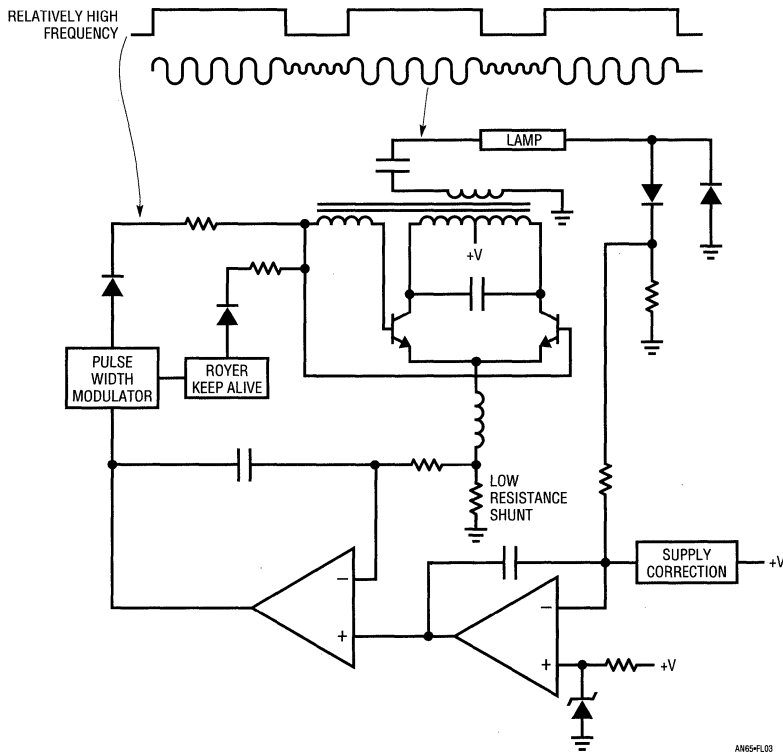 RELATIVELY HIGH
FREQUENCY
LAMP
+V
PULSE
WIDTH
MODULATOR
ROYER
KEEP ALIVE
LOW
RESISTANCE
SHUNT
SUPPLY
CORRECTION
+V
−
+
−
+
+V
AN65•FL03